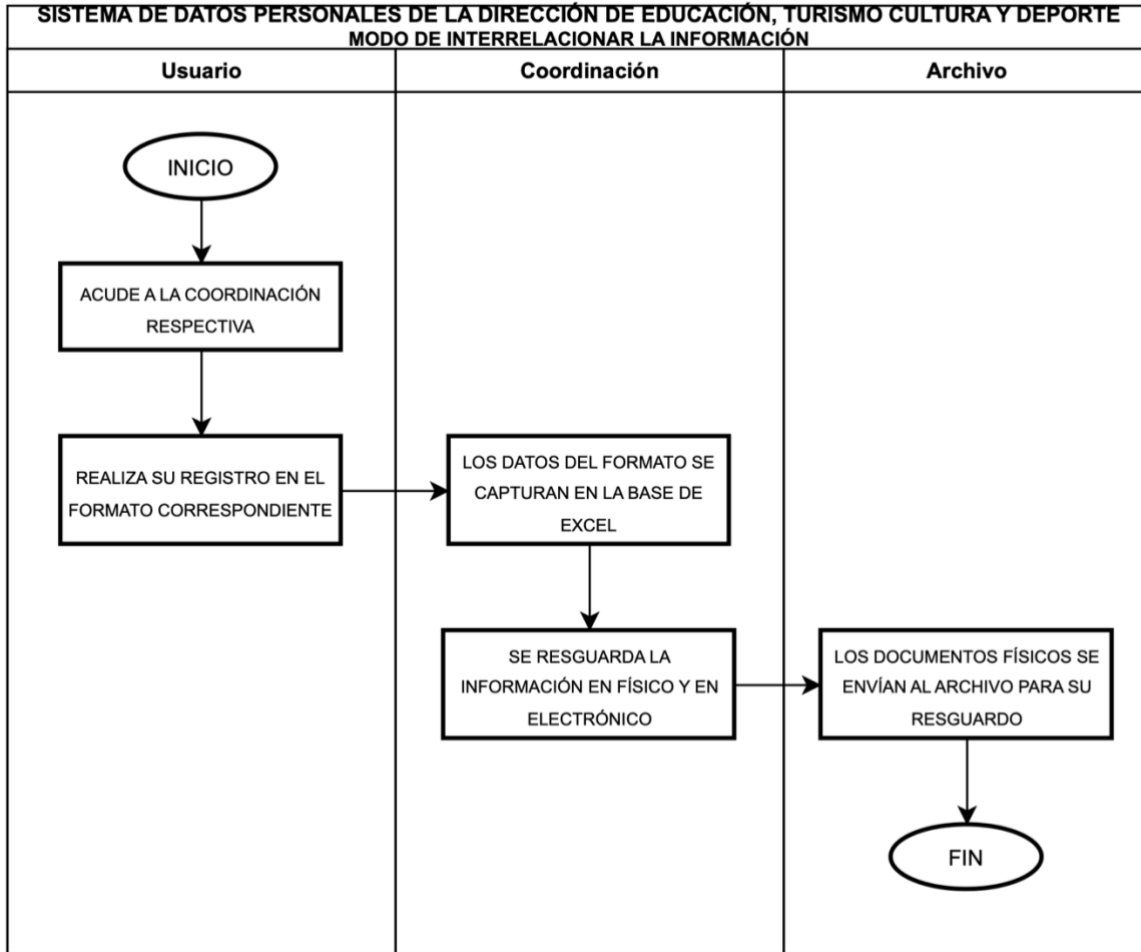 SISTEMA DE DATOS PERSONALES DE LA DIRECCIÓN DE EDUCACIÓN, TURISMO CULTURA Y DEPORTE
MODO DE INTERRELACIONAR LA INFORMACIÓN
Usuario
Coordinación
Archivo
INICIO
ACUDE A LA COORDINACIÓN
RESPECTIVA
REALIZA SU REGISTRO EN EL
FORMATO CORRESPONDIENTE
LOS DATOS DEL FORMATO SE
CAPTURAN EN LA BASE DE
EXCEL
SE RESGUARDA LA
INFORMACIÓN EN FÍSICO Y EN
ELECTRÓNICO
LOS DOCUMENTOS FÍSICOS SE
ENVÍAN AL ARCHIVO PARA SU
RESGUARDO
FIN